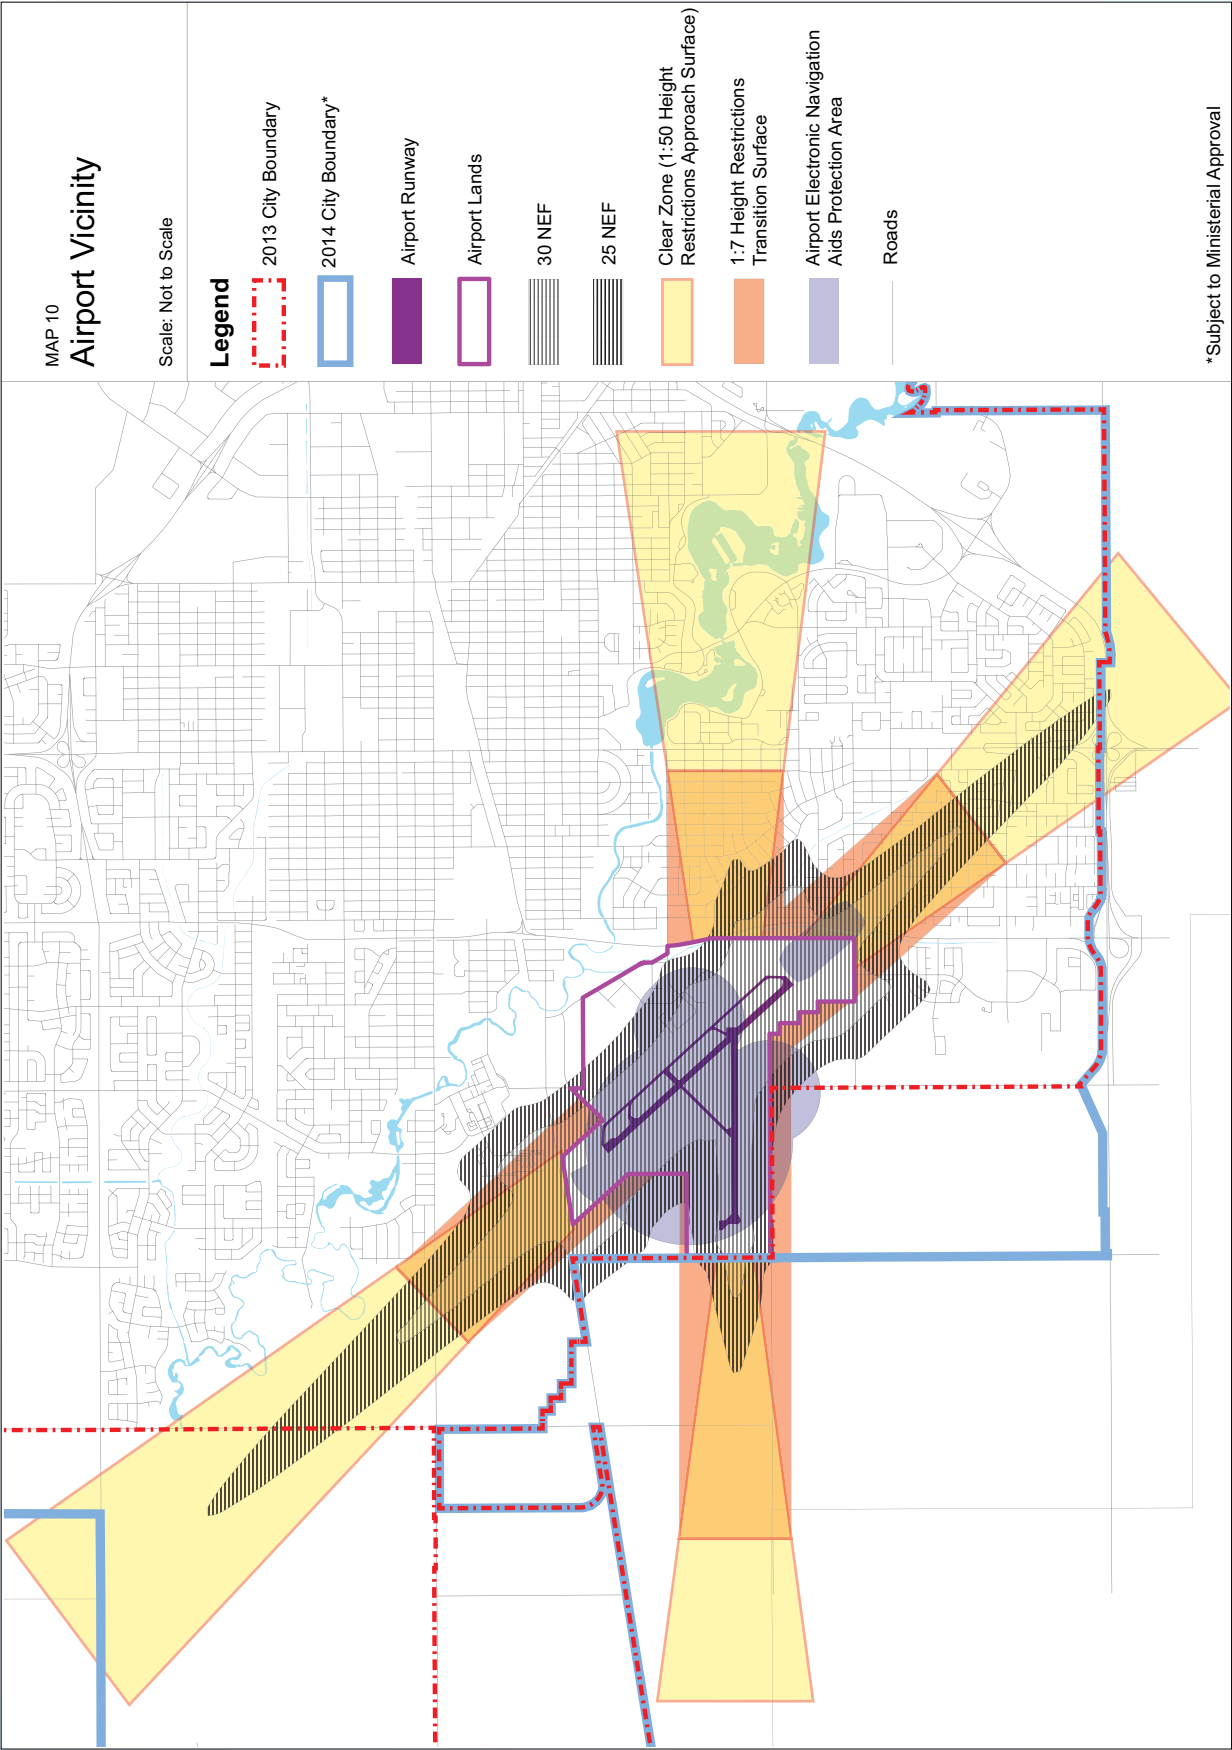 MAP 10
Airport Vicinity
Scale: Not to Scale
Legend
2013 City Boundary
2014 City Boundary*
Airport Runway
Airport Lands
30 NEF
25 NEF
Clear Zone (1:50 Height
Restrictions Approach Surface)
1:7 Height Restrictions
Transition Surface
Airport Electronic Navigation
Aids Protection Area
Roads
*Subject to Ministerial Approval